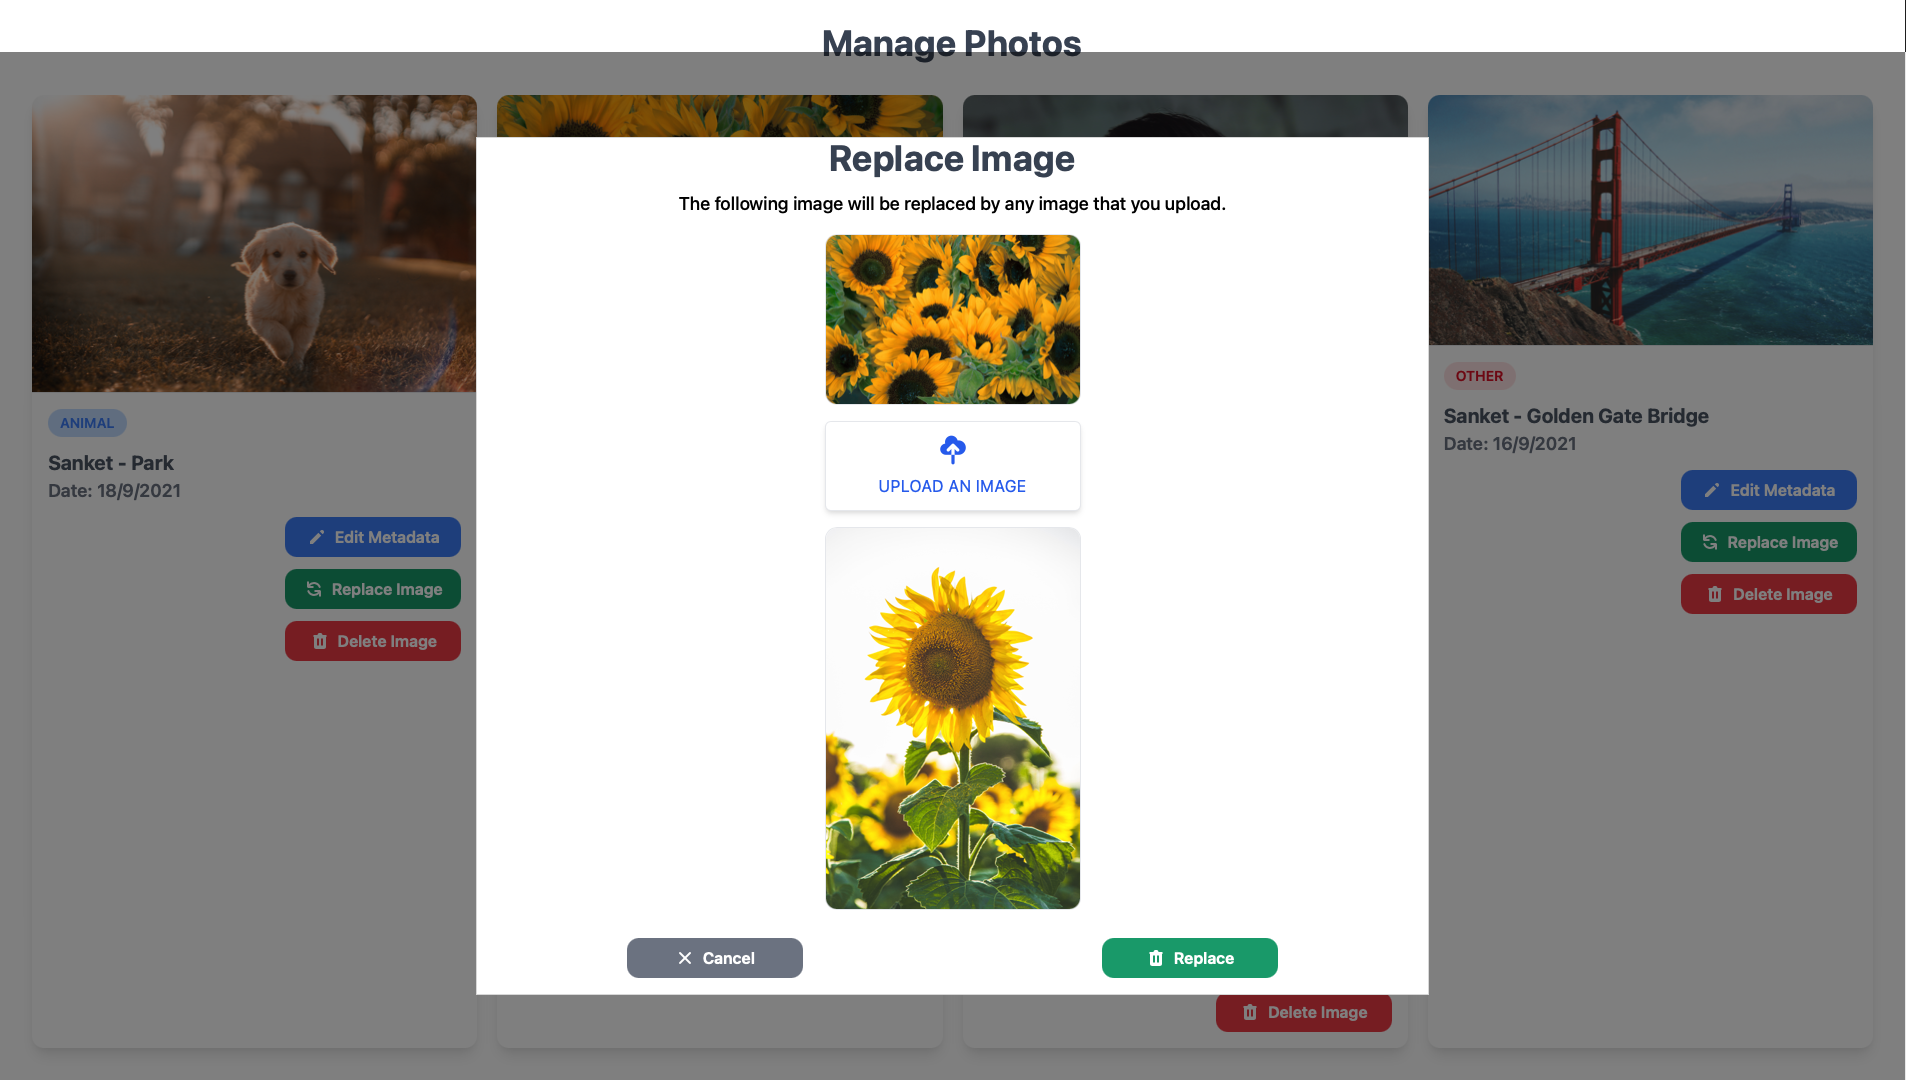 Manage Photos
Replace Image
The following image will be replaced by any image that you upload.
UPLOAD AN IMAGE
Cancel
Replace
ANIMAL
Sanket - Park
Date: 18/9/2021
Edit Metadata
Replace Image
Delete Image
Delete Image
OTHER
Sanket - Golden Gate Bridge
Date: 16/9/2021
Edit Metadata
Replace Image
Delete Image